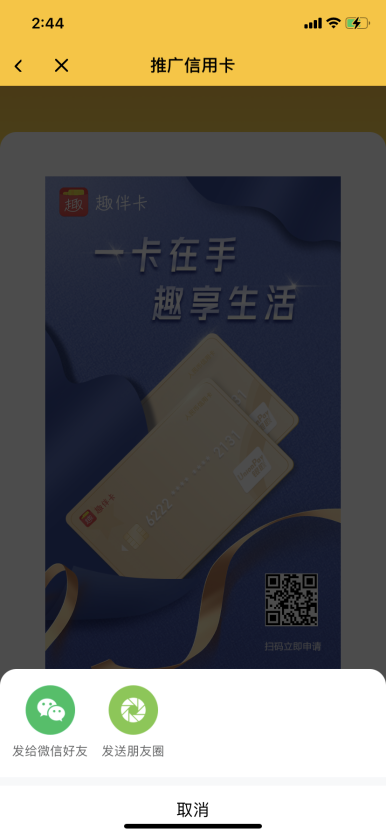 2:44
推广信用卡
趣 趣伴卡
一卡在手
趣享生活
2131
趣伴卡
6222 **** ****
扫码立即申请
发给微信好友
发送朋友圈
取消